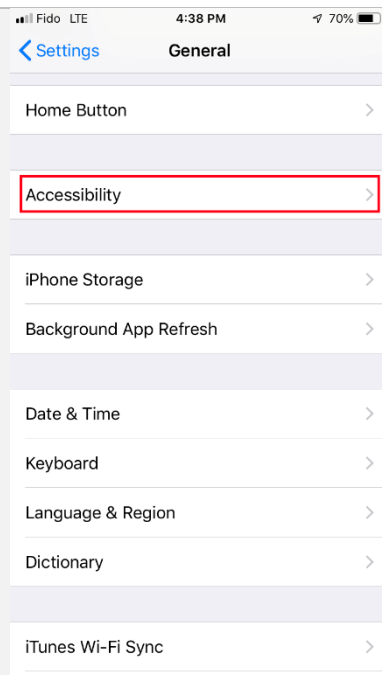 Fido LTE 4:38 PM 70%
Settings General
Home Button
Accessibility
iPhone Storage
Background App Refresh
Date & Time
Keyboard
Language & Region
Dictionary
iTunes Wi-Fi Sync